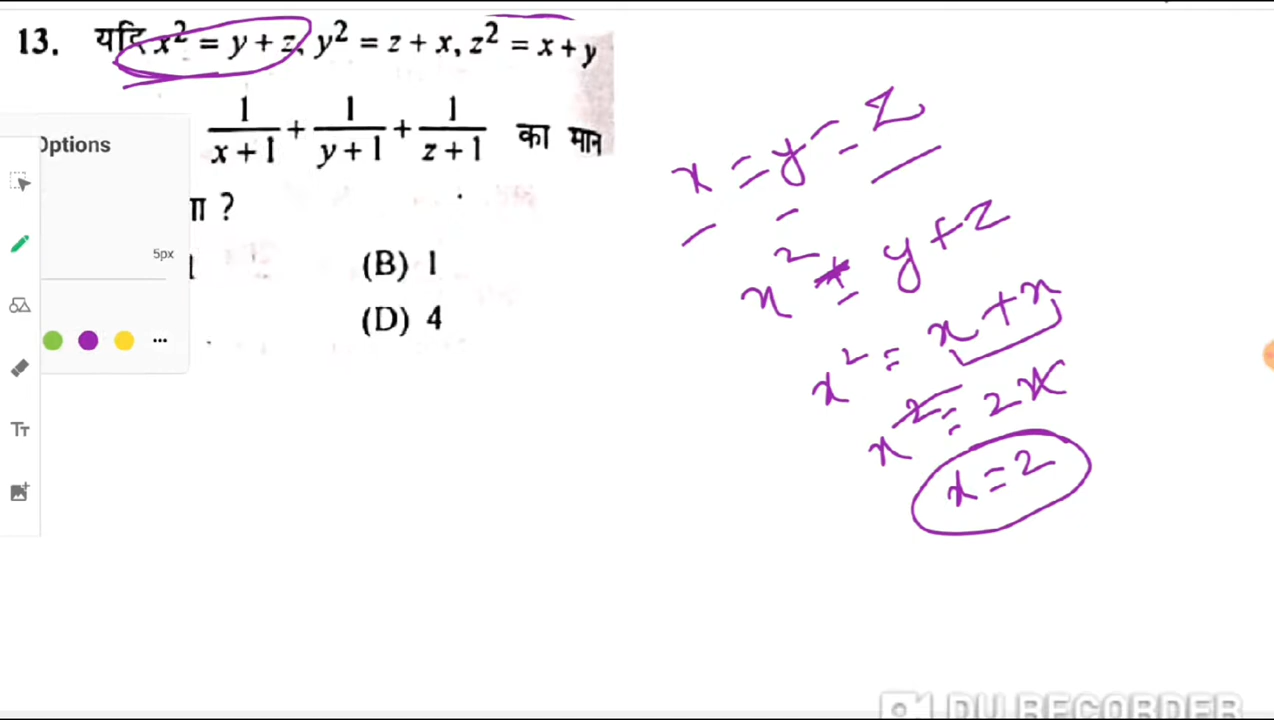 13. यदि x² = y + z, y² = z + x, z² = x + y
1/(x + 1) + 1/(y + 1) + 1/(z + 1) का मान
?
(B) 1
(D) 4
Options
5px
Tт
x = y = z
x² = y + z
x² = x + x
x² = 2x
x = 2
DU RECORDER